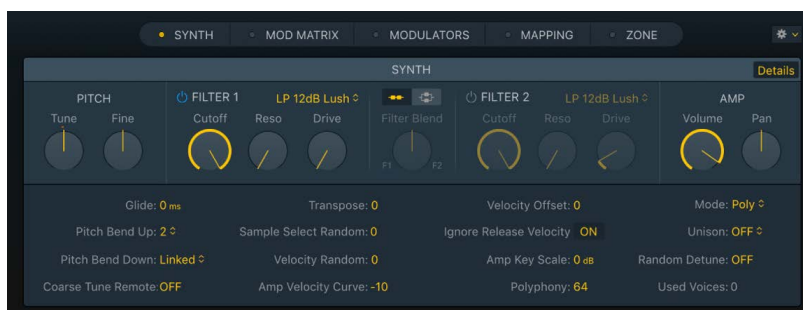 SYNTH MOD MATRIX MODULATORS MAPPING ZONE
SYNTH Details
PITCH FILTER 1 LP 12dB Lush FILTER 2 LP 12dB Lush AMP
Tune Fine Cutoff Reso Drive Filter Blend Cutoff Reso Drive Volume Pan
F1 F2
Glide: 0 ms Transpose: 0 Velocity Offset: 0 Mode: Poly
Pitch Bend Up: 2 Sample Select Random: 0 Ignore Release Velocity ON Unison: OFF
Pitch Bend Down: Linked Velocity Random: 0 Amp Key Scale: 0 dB Random Detune: OFF
Coarse Tune Remote: OFF Amp Velocity Curve: -10 Polyphony: 64 Used Voices: 0